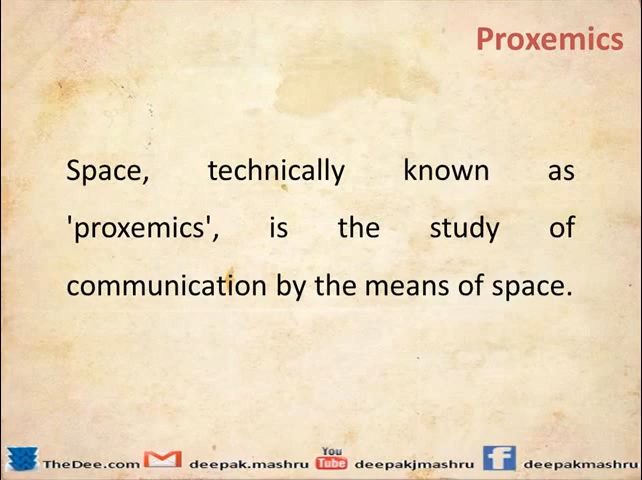 Proxemics
Space, technically known as
'proxemics', is the study of
communication by the means of space.
TheDee.com deepak.mashru You Tube deepakjmashru f deepakmashru